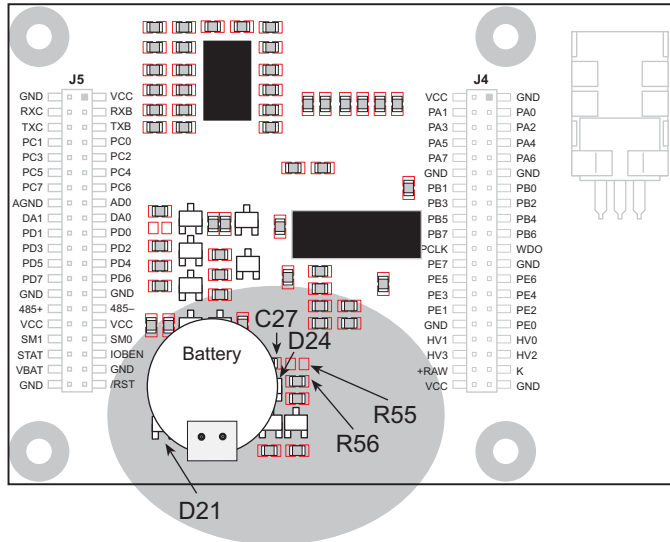 J5
GND VCC
RXC RXB
TXC TXB
PC1 PC0
PC3 PC2
PC5 PC4
PC7 PC6
AGND AD0
DA1 DA0
PD1 PD0
PD3 PD2
PD5 PD4
PD7 PD6
GND GND
485+ 485–
VCC VCC
SM1 SM0
STAT IOBEN
VBAT GND
GND /RST
J4
VCC GND
PA1 PA0
PA3 PA2
PA5 PA4
PA7 PA6
GND GND
PB1 PB0
PB3 PB2
PB5 PB4
PB7 PB6
PCLK WDO
PE7 GND
PE5 PE6
PE3 PE4
PE1 PE2
GND PE0
HV1 HV0
HV3 HV2
+RAW K
VCC GND
C27
D24
Battery
R55
R56
D21